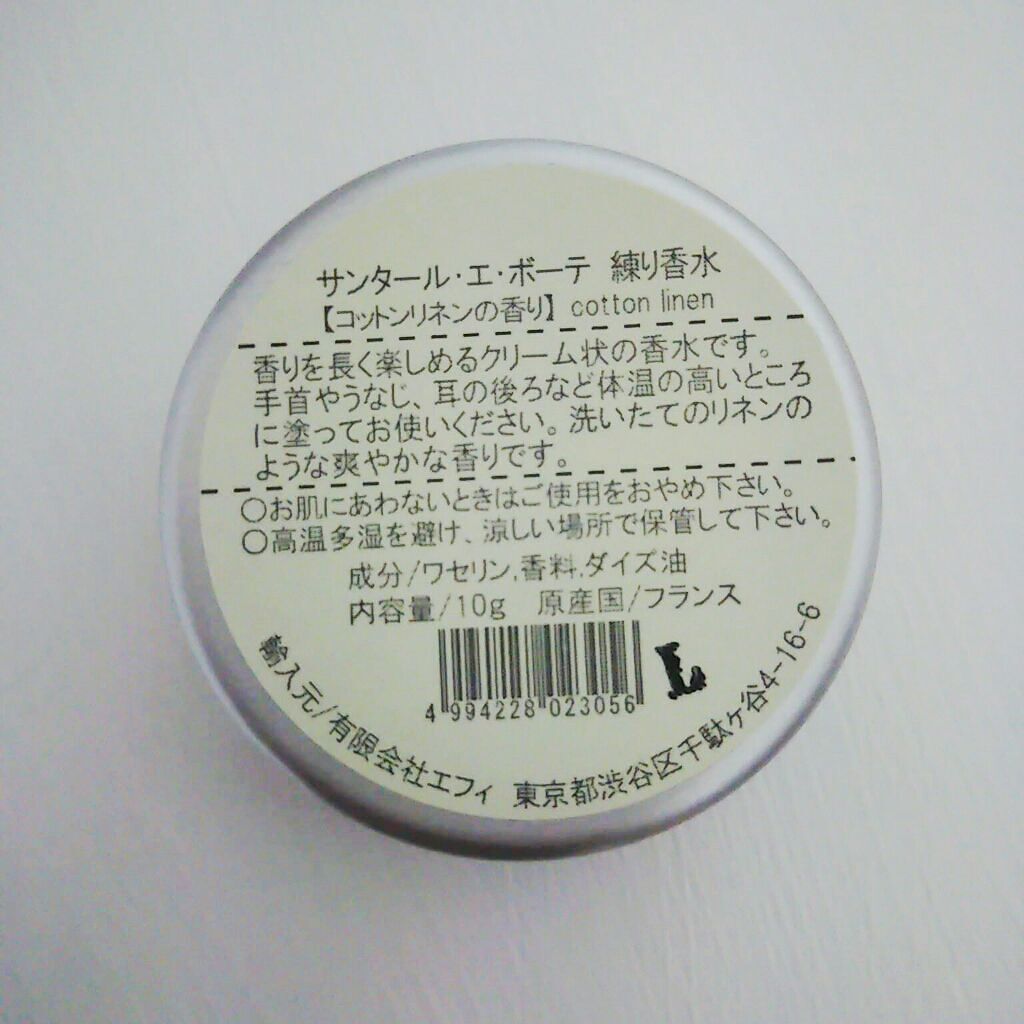 サンタール・エ・ボーテ 練り香水
【コットンリネンの香り】 cotton linen
香りを長く楽しめるクリーム状の香水です。
手首やうなじ、耳の後ろなど体温の高いところ
に塗ってお使いください。洗いたてのリネンの
ような爽やかな香りです。
○お肌にあわないときはご使用をおやめ下さい。
○高温多湿を避け、涼しい場所で保管して下さい。
成分/ワセリン,香料,ダイズ油
内容量/10g 原産国/フランス
4 994228 023056
L
輸入元/有限会社エフィ 東京都渋谷区千駄ヶ谷4-16-6